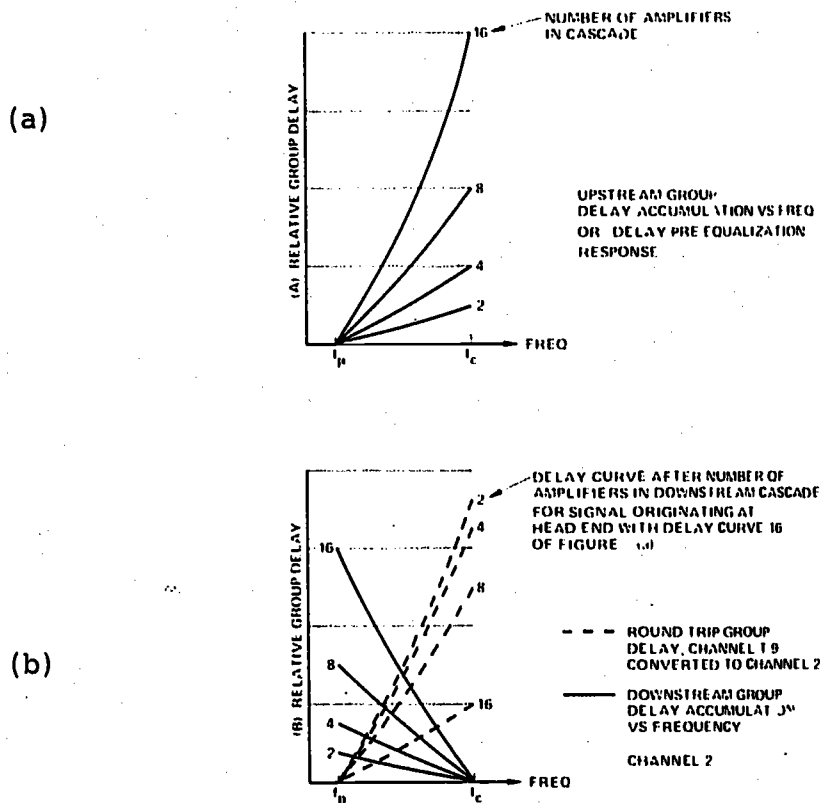 (a)
NUMBER OF AMPLIFIERS
IN CASCADE
16
8
4
2
(A) RELATIVE GROUP DELAY
FREQ
UPSTREAM GROUP
DELAY ACCUMULATION VS FREQ
OR DELAY PRE EQUALIZATION
RESPONSE
(b)
DELAY CURVE AFTER NUMBER OF
AMPLIFIERS IN DOWNSTREAM CASCADE
FOR SIGNAL ORIGINATING AT
HEAD END WITH DELAY CURVE 16
OF FIGURE
2
4
8
16
16
8
4
2
(B) RELATIVE GROUP DELAY
FREQ
ROUND TRIP GROUP
DELAY, CHANNEL T 9
CONVERTED TO CHANNEL 2
DOWNSTREAM GROUP
DELAY
VS FREQUENCY
CHANNEL 2